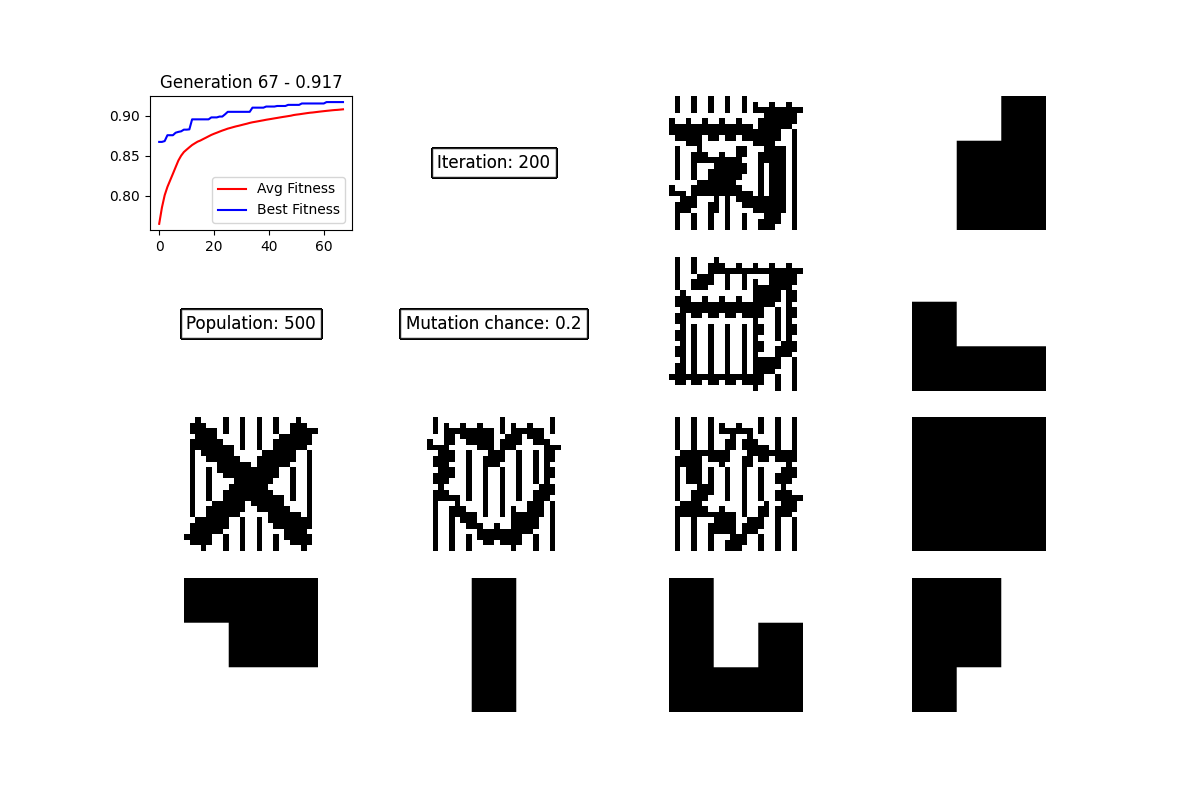 Generation 67 - 0.917
0.90
0.85
0.80
Avg Fitness
Best Fitness
0
20
40
60
Iteration: 200
Population: 500
Mutation chance: 0.2